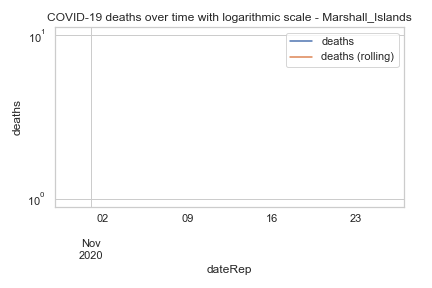 COVID-19 deaths over time with logarithmic scale - Marshall_Islands
10¹
deaths
deaths (rolling)
deaths
10⁰
02 09 16 23
Nov
2020
dateRep